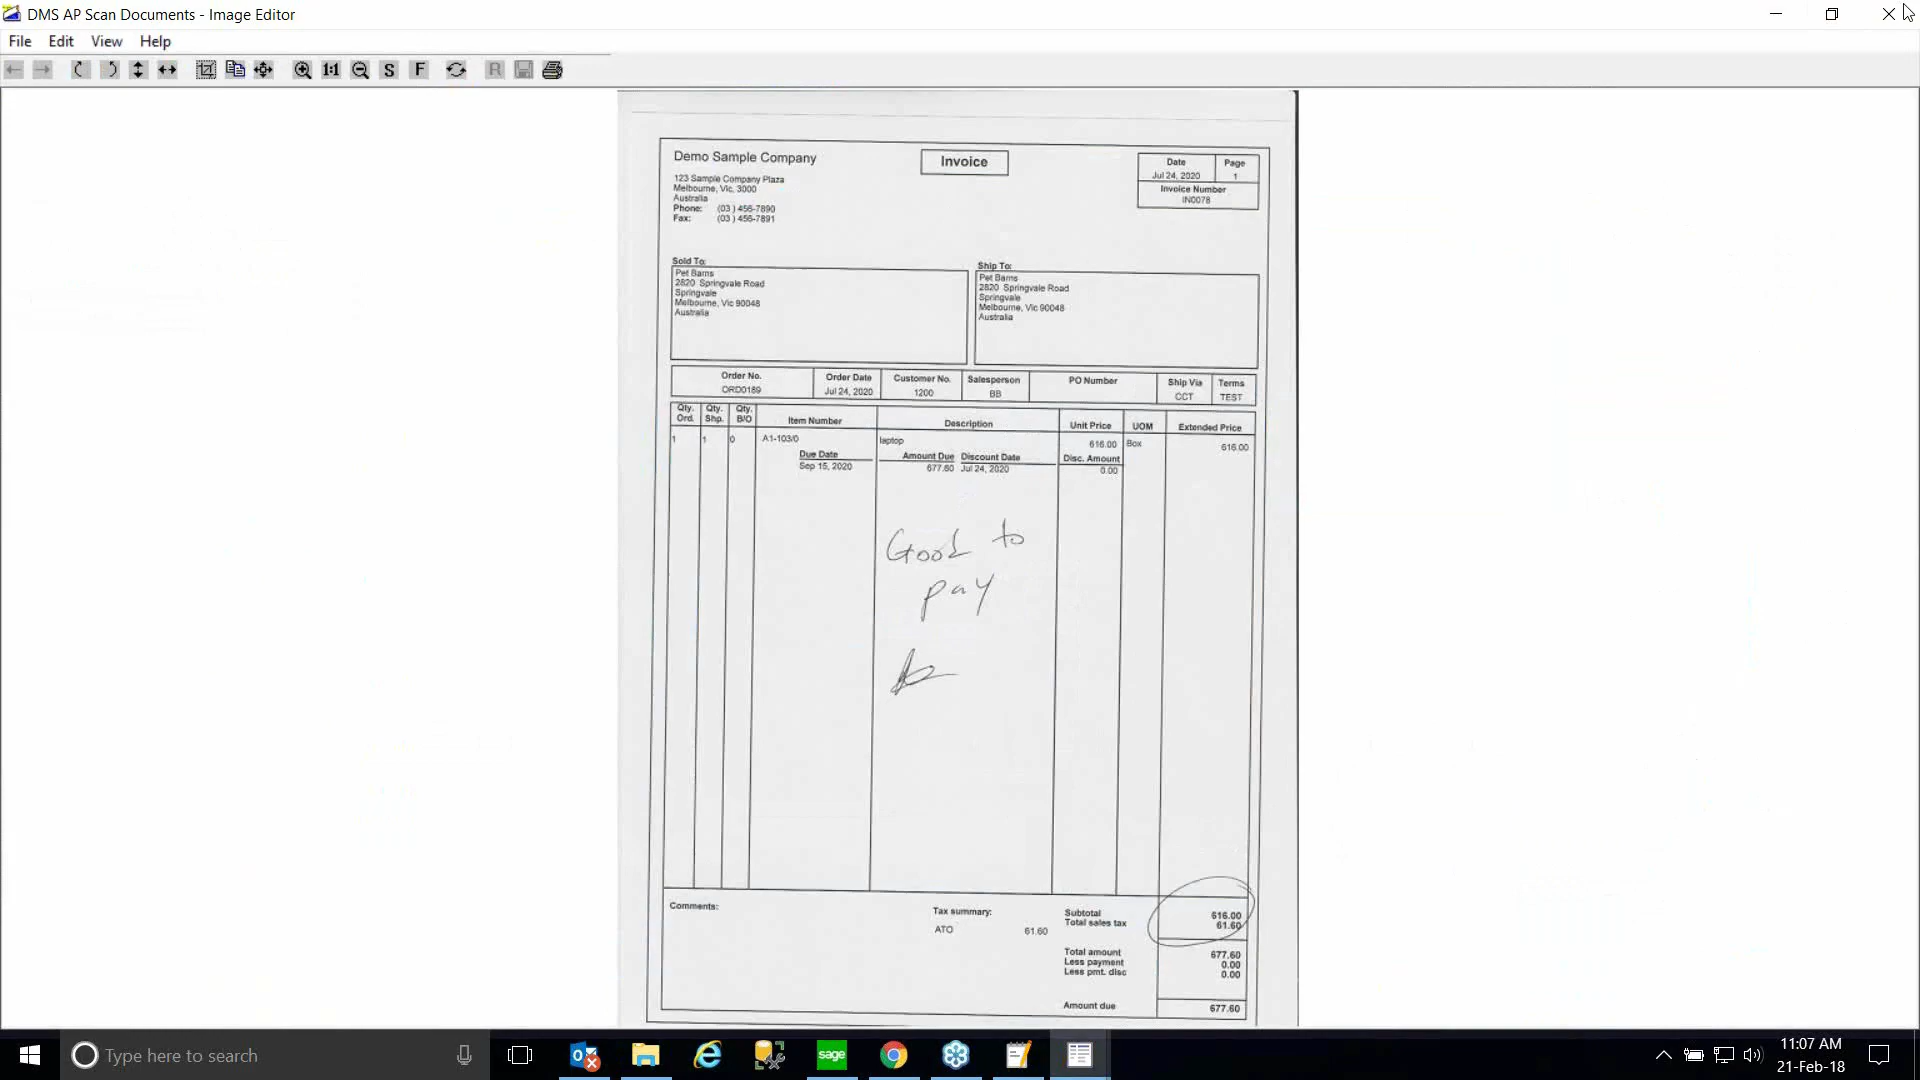 DMS AP Scan Documents - Image Editor
File Edit View Help
1:1 S F R
Demo Sample Company
Invoice
Date Page
Jul 24, 2020 1
123 Sample Company Plaza
Melbourne, Vic, 3000
Australia
Phone: (03 ) 456-7890
Fax: (03 ) 456-7891
Invoice Number
IN0078
Sold To:
Pet Barns
2820 Springvale Road
Springvale
Melbourne, Vic 90048
Australia
Ship To:
Pet Barns
2820 Springvale Road
Springvale
Melbourne, Vic 90048
Australia
Order No. Order Date Customer No. Salesperson PO Number Ship Via Terms
ORD0189 Jul 24, 2020 1200 BB CCT TEST
Qty. Ord. Qty. Shp. Qty. B/O Item Number Description Unit Price UOM Extended Price
1 1 0 A1-103/0 laptop 616.00 Box 616.00
Due Date Amount Due Discount Date Disc. Amount
Sep 15, 2020 677.60 Jul 24, 2020 0.00
Good to
pay
Comments:
Tax summary:
ATO 61.60
Subtotal 616.00
Total sales tax 61.60
Total amount 677.60
Less payment 0.00
Less pmt. disc 0.00
Amount due 677.60
Type here to search
sage
11:07 AM
21-Feb-18